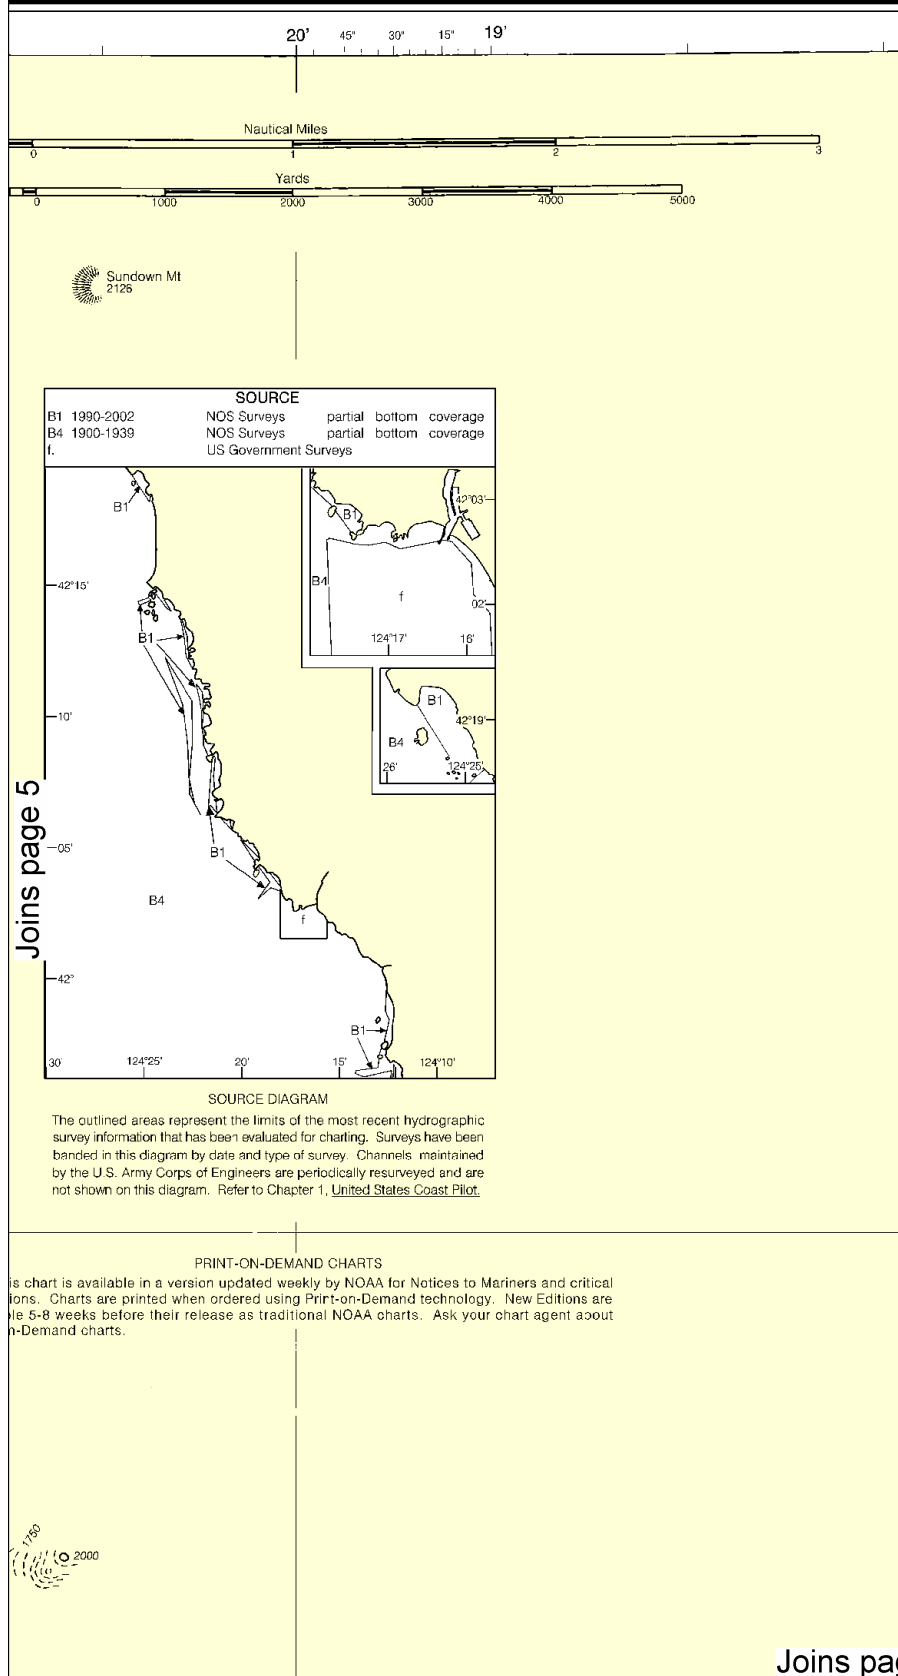 20' 45" 30" 15" 19'
Nautical Miles
0 1 2 3
Yards
0 1000 2000 3000 4000 5000
Sundown Mt
2126
SOURCE
B1 1990-2002 NOS Surveys partial bottom coverage
B4 1900-1939 NOS Surveys partial bottom coverage
f. US Government Surveys
B1
B1
42°03'
42°15'
B4
f
02'
B1
124°17' 16'
B1
10'
42°19'
B4
26' 124°25'
Joins page 5
05'
B1
B4
f
42°
B1
30' 124°25' 20' 15' 124°10'
SOURCE DIAGRAM
The outlined areas represent the limits of the most recent hydrographic
survey information that has been evaluated for charting. Surveys have been
banded in this diagram by date and type of survey. Channels maintained
by the U.S. Army Corps of Engineers are periodically resurveyed and are
not shown on this diagram. Refer to Chapter 1, United States Coast Pilot.
PRINT-ON-DEMAND CHARTS
is chart is available in a version updated weekly by NOAA for Notices to Mariners and critical
ions. Charts are printed when ordered using Print-on-Demand technology. New Editions are
le 5-8 weeks before their release as traditional NOAA charts. Ask your chart agent about
n-Demand charts.
1750
2000
Joins pag